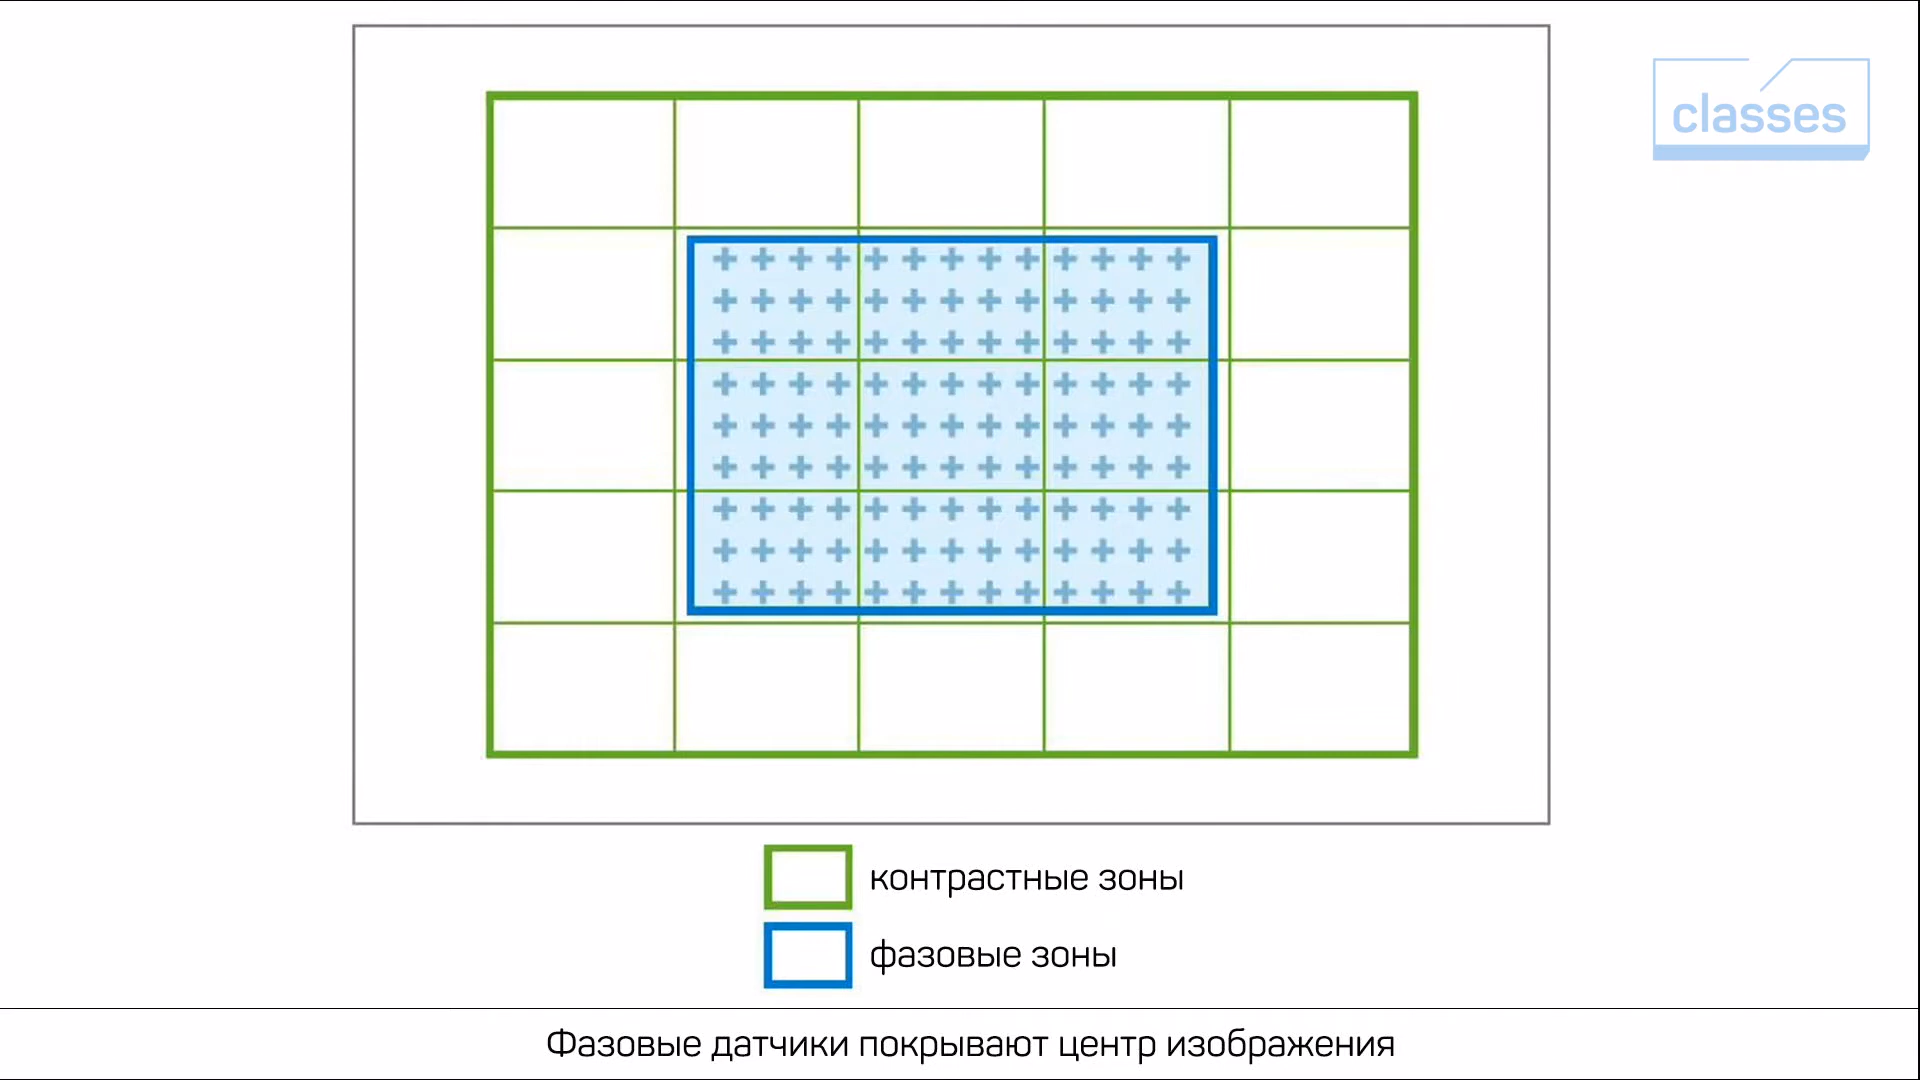 classes
контрастные зоны
фазовые зоны
Фазовые датчики покрывают центр изображения